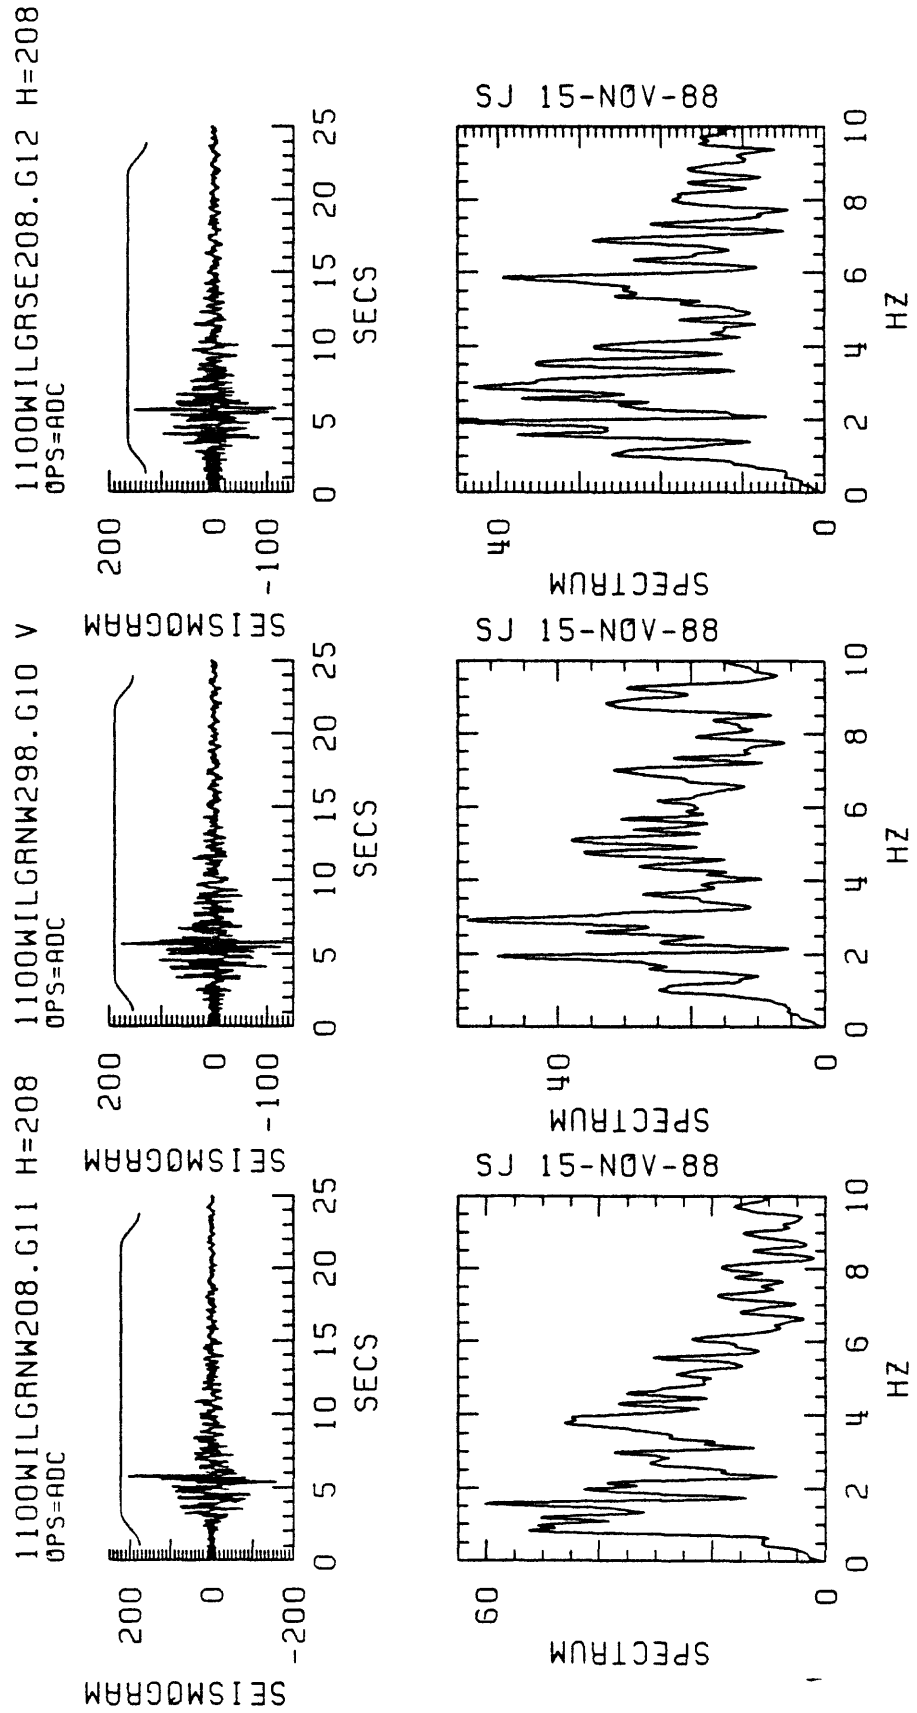 1100WILGRNW208.G11 H=208
OPS=ADC
SEISMOGRAM
200
0
-200
0 5 10 15 20 25
SECS
SJ 15-NOV-88
SPECTRUM
60
0
0 2 4 6 8 10
HZ
1100WILGRNW298.G10 V
OPS=ADC
SEISMOGRAM
200
0
-100
0 5 10 15 20 25
SECS
SJ 15-NOV-88
SPECTRUM
40
0
0 2 4 6 8 10
HZ
1100WILGRSE208.G12 H=208
OPS=ADC
SEISMOGRAM
200
0
-100
0 5 10 15 20 25
SECS
SJ 15-NOV-88
SPECTRUM
40
0
0 2 4 6 8 10
HZ